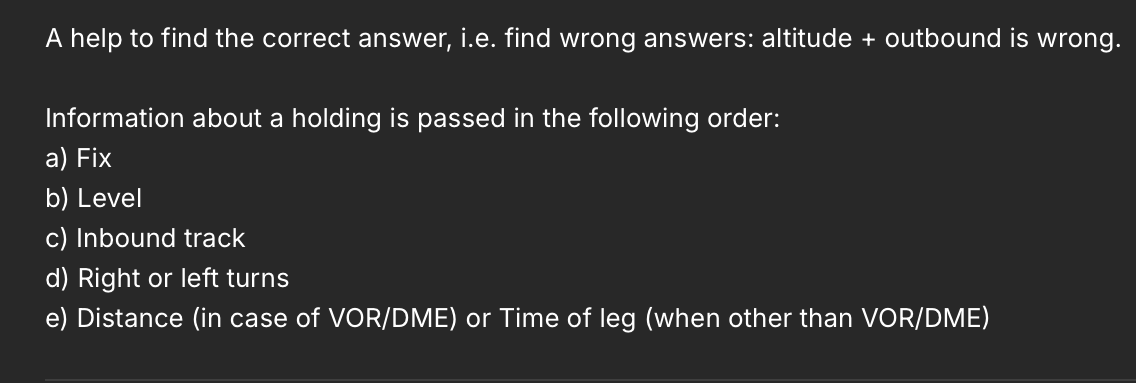 A help to find the correct answer, i.e. find wrong answers: altitude + outbound is wrong.
Information about a holding is passed in the following order:
a) Fix
b) Level
c) Inbound track
d) Right or left turns
e) Distance (in case of VOR/DME) or Time of leg (when other than VOR/DME)